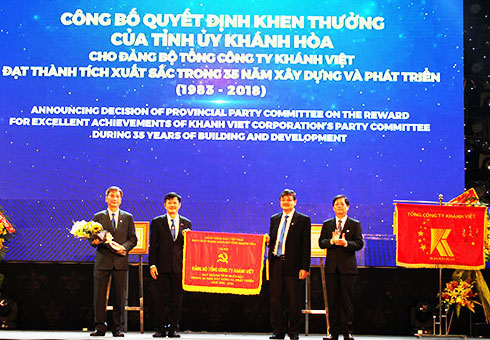 CÔNG BỐ QUYẾT ĐỊNH KHEN THƯỞNG
CỦA TỈNH ỦY KHÁNH HÒA
CHO ĐẢNG BỘ TỔNG CÔNG TY KHÁNH VIỆT
ĐẠT THÀNH TÍCH XUẤT SẮC TRONG 35 NĂM XÂY DỰNG VÀ PHÁT TRIỂN
(1983 - 2018)
ANNOUNCING DECISION OF PROVINCIAL PARTY COMMITTEE ON THE REWARD
FOR EXCELLENT ACHIEVEMENTS OF KHANH VIET CORPORATION'S PARTY COMMITTEE
DURING 35 YEARS OF BUILDING AND DEVELOPMENT
ĐẢNG BỘ TỔNG CÔNG TY KHÁNH VIỆT
TỔNG CÔNG TY KHÁNH VIỆT
K
KHATOCO